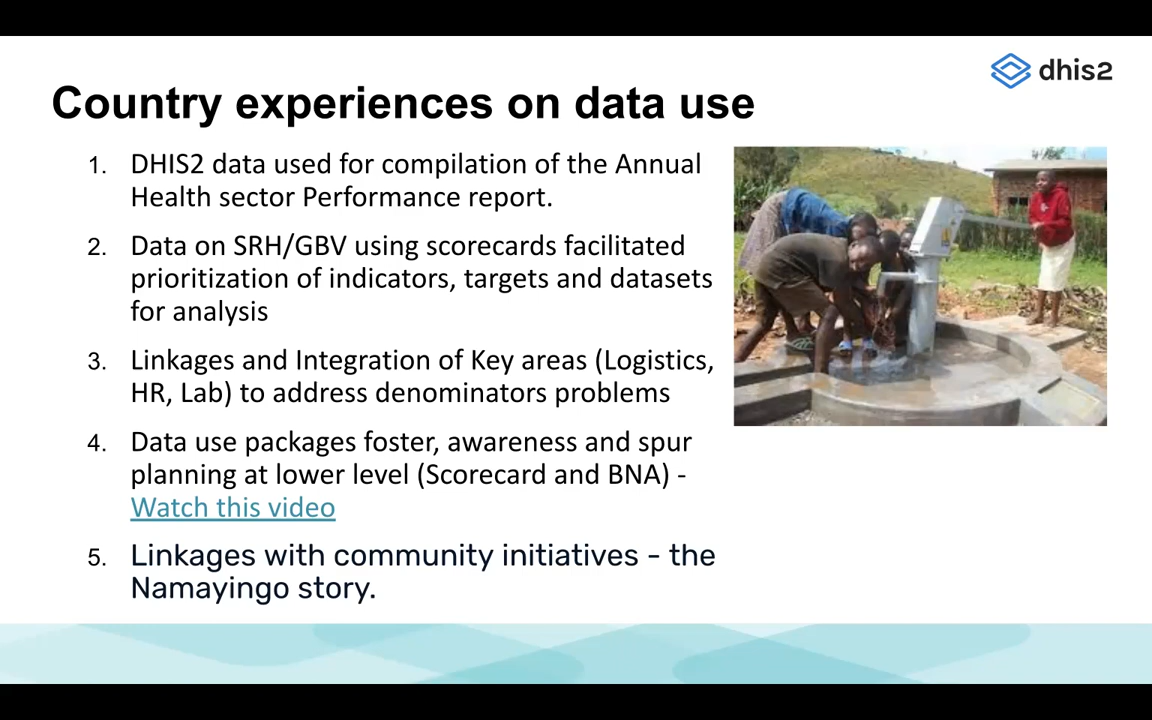 dhis2
Country experiences on data use
1. DHIS2 data used for compilation of the Annual
Health sector Performance report.
2. Data on SRH/GBV using scorecards facilitated
prioritization of indicators, targets and datasets
for analysis
3. Linkages and Integration of Key areas (Logistics,
HR, Lab) to address denominators problems
4. Data use packages foster, awareness and spur
planning at lower level (Scorecard and BNA) -
Watch this video
5. Linkages with community initiatives - the
Namayingo story.